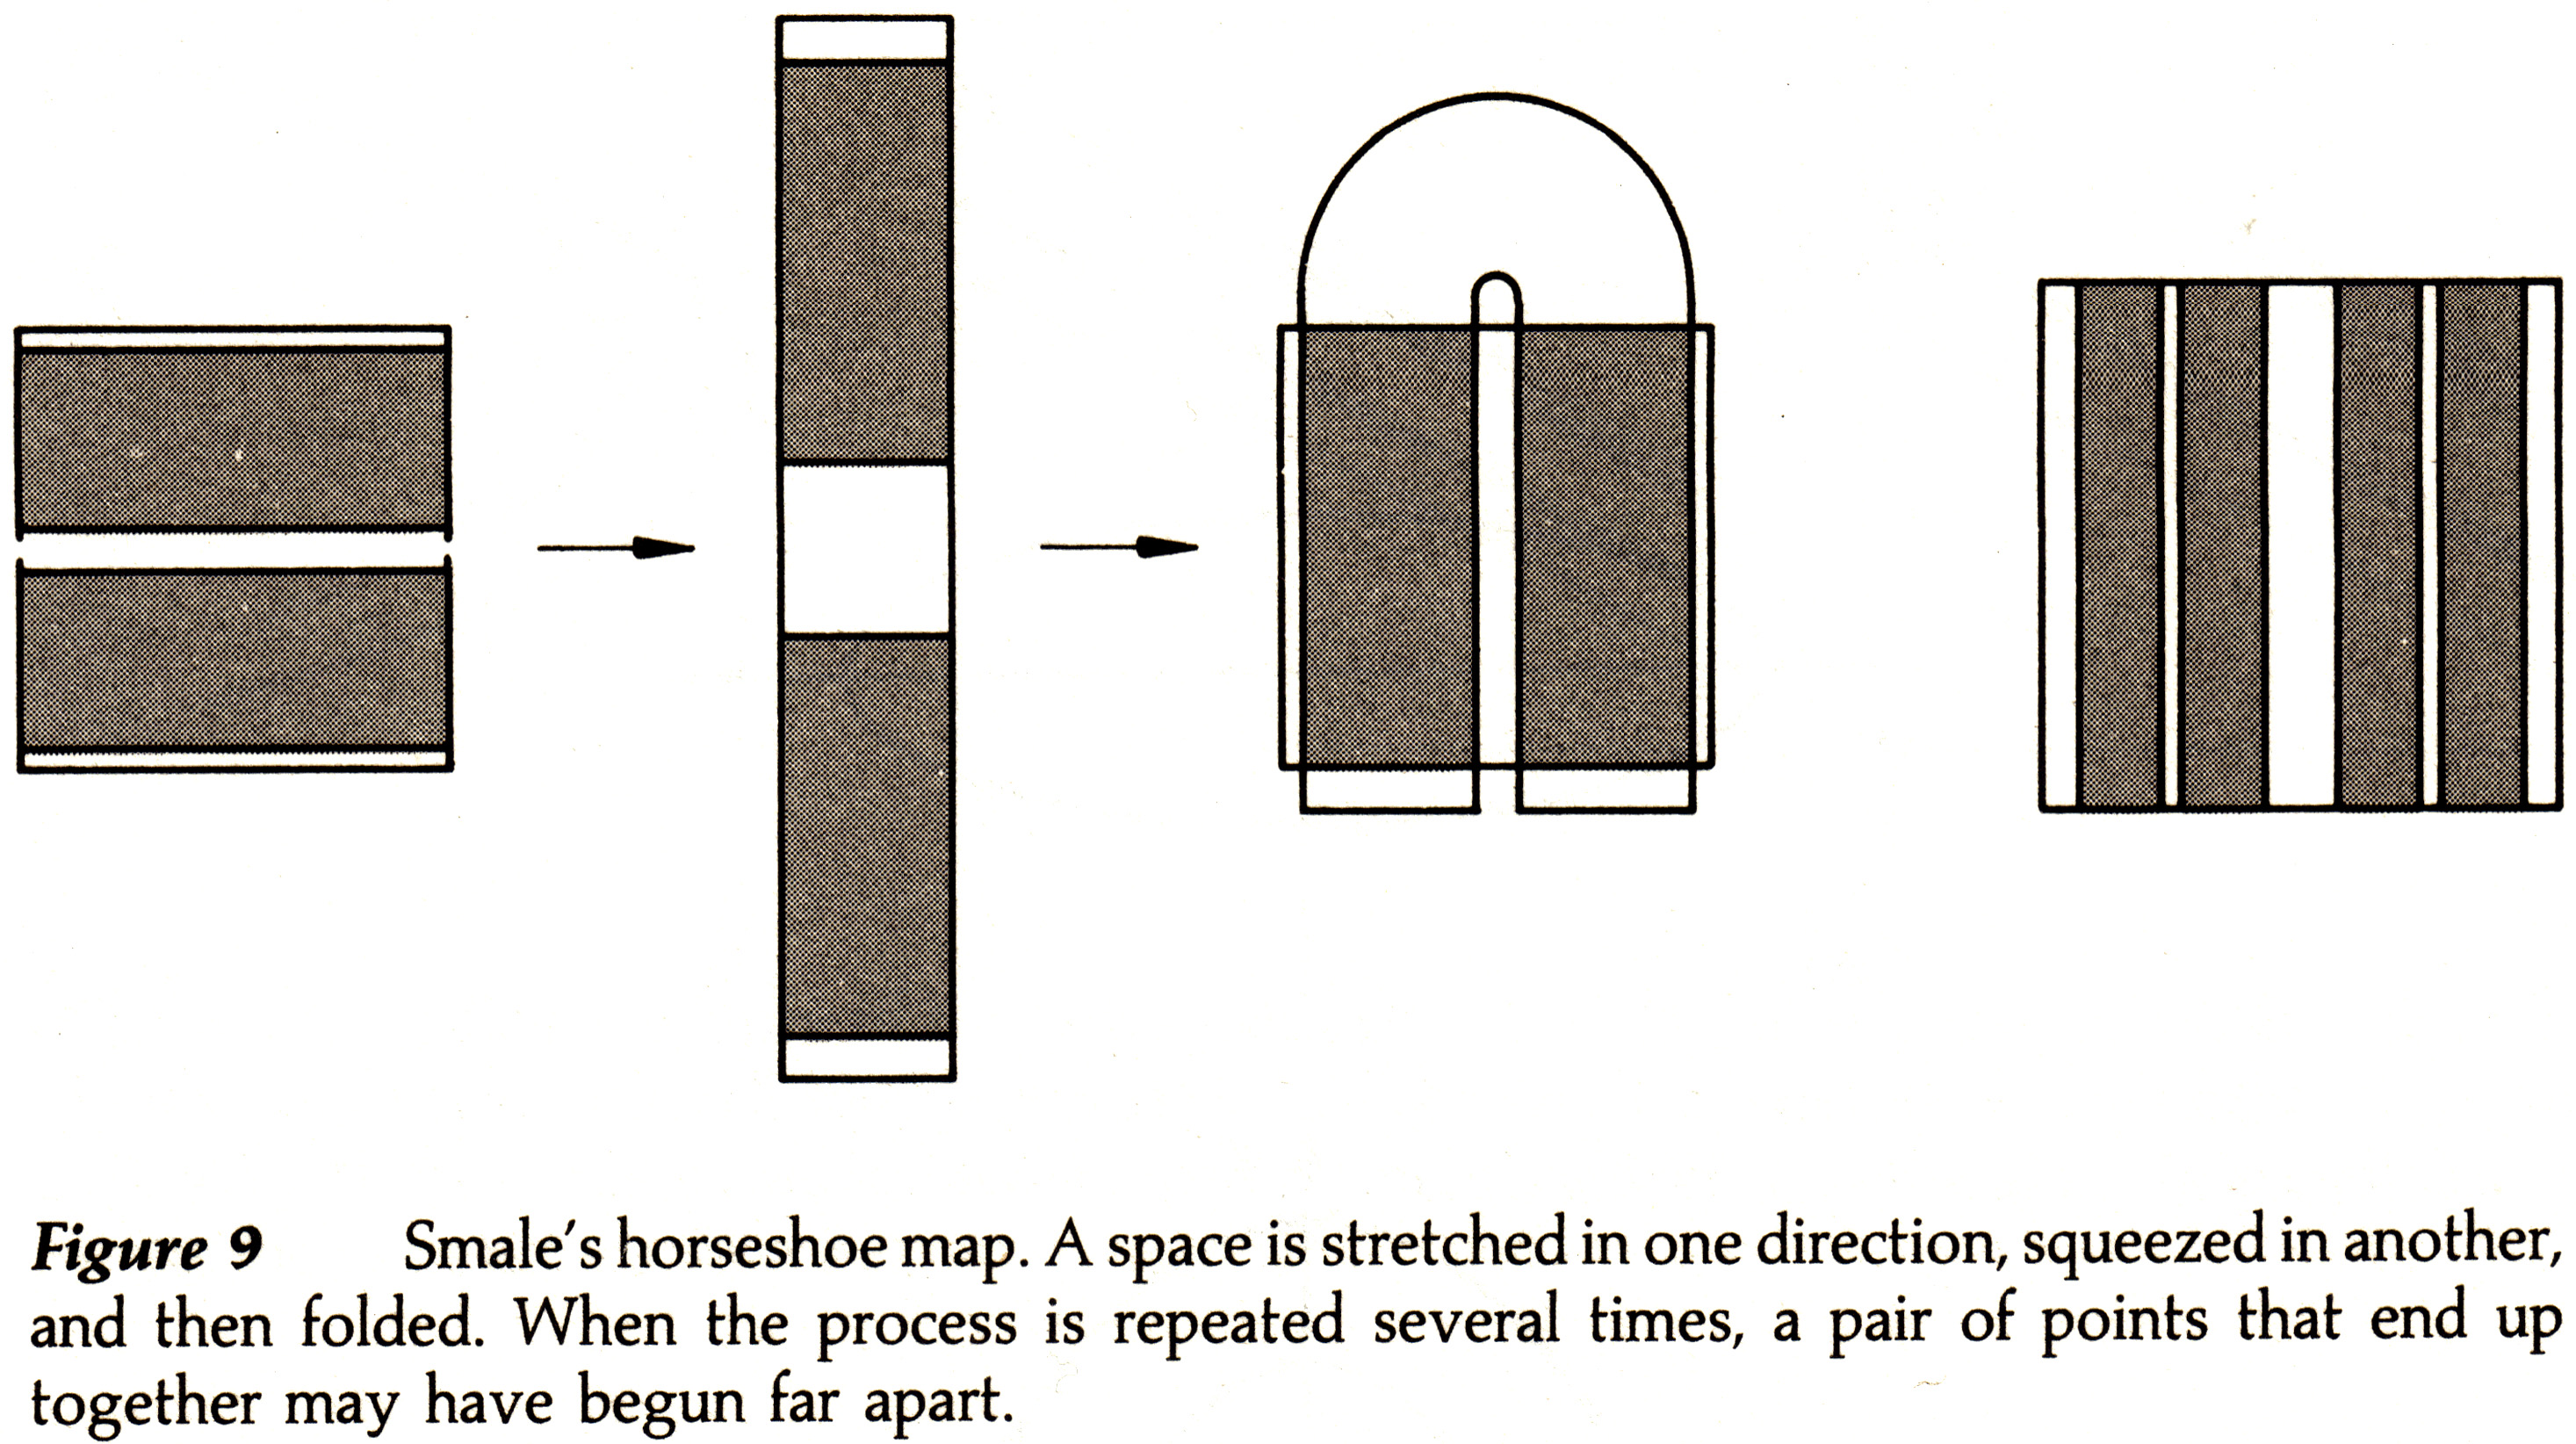 Figure 9 Smale's horseshoe map. A space is stretched in one direction, squeezed in another,
and then folded. When the process is repeated several times, a pair of points that end up
together may have begun far apart.